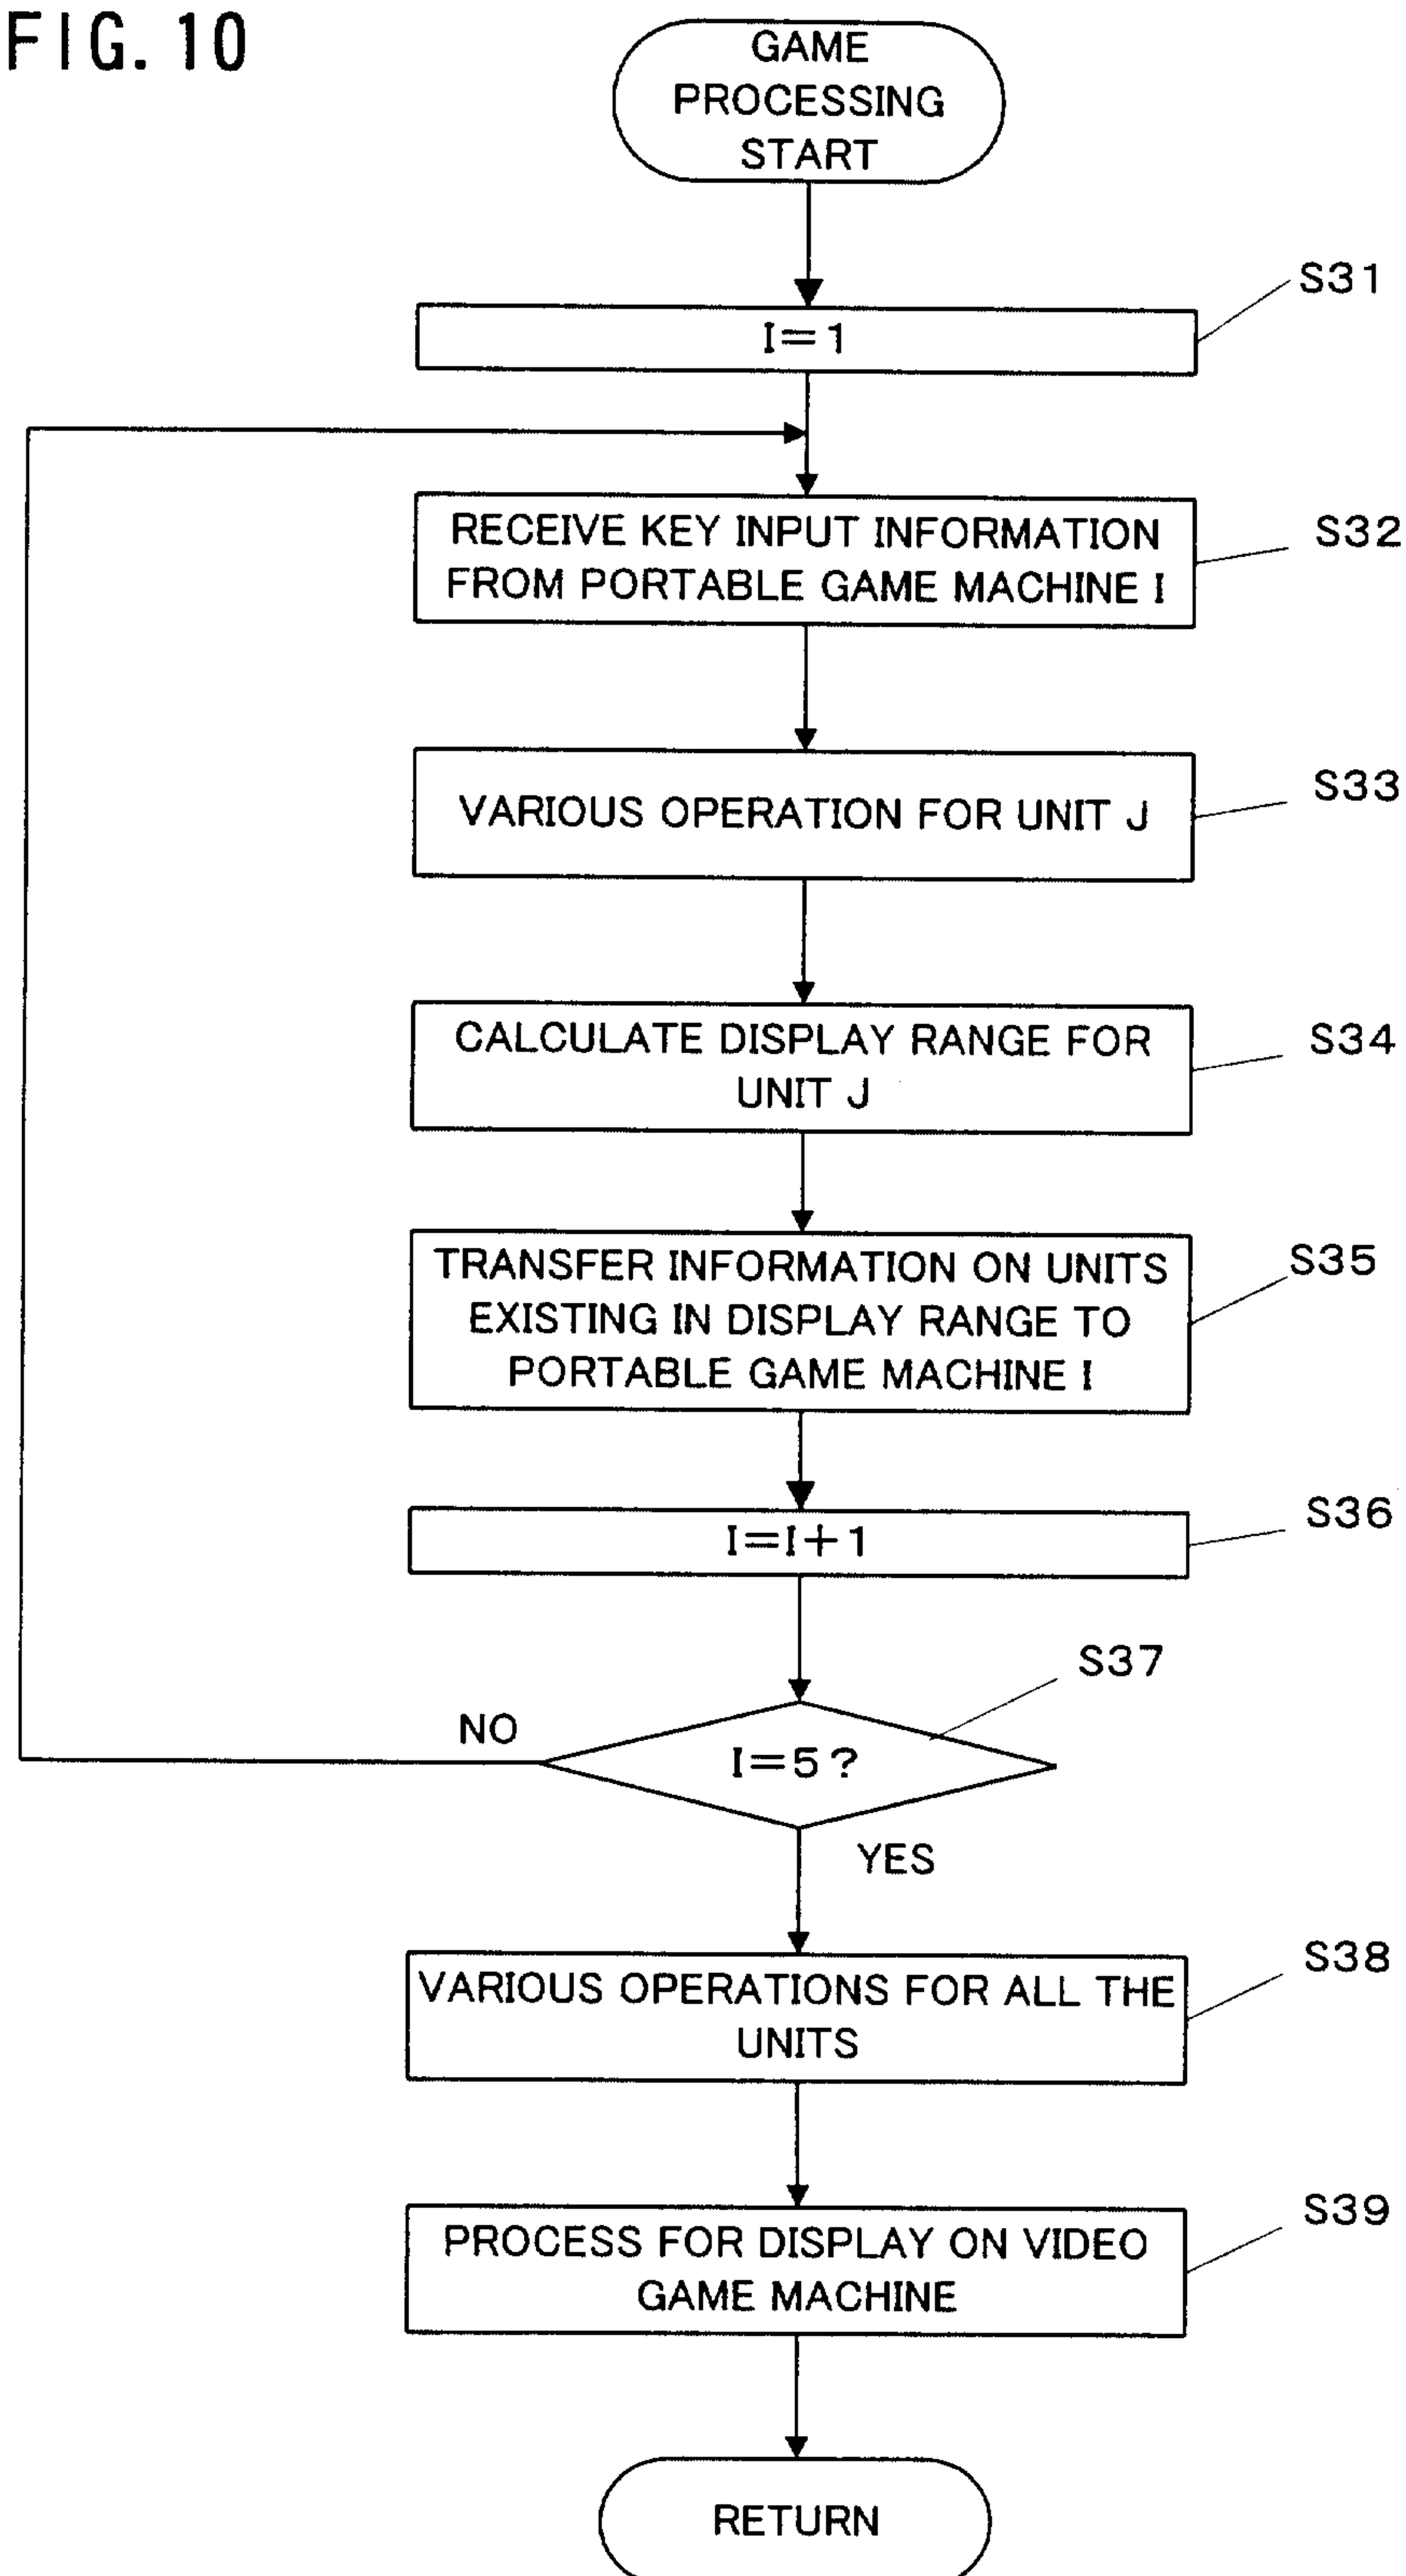 FIG. 10
GAME
PROCESSING
START
S31
I=1
RECEIVE KEY INPUT INFORMATION
FROM PORTABLE GAME MACHINE I
S32
VARIOUS OPERATION FOR UNIT J
S33
CALCULATE DISPLAY RANGE FOR
UNIT J
S34
TRANSFER INFORMATION ON UNITS
EXISTING IN DISPLAY RANGE TO
PORTABLE GAME MACHINE I
S35
I=I+1
S36
S37
NO
I=5?
YES
VARIOUS OPERATIONS FOR ALL THE
UNITS
S38
PROCESS FOR DISPLAY ON VIDEO
GAME MACHINE
S39
RETURN